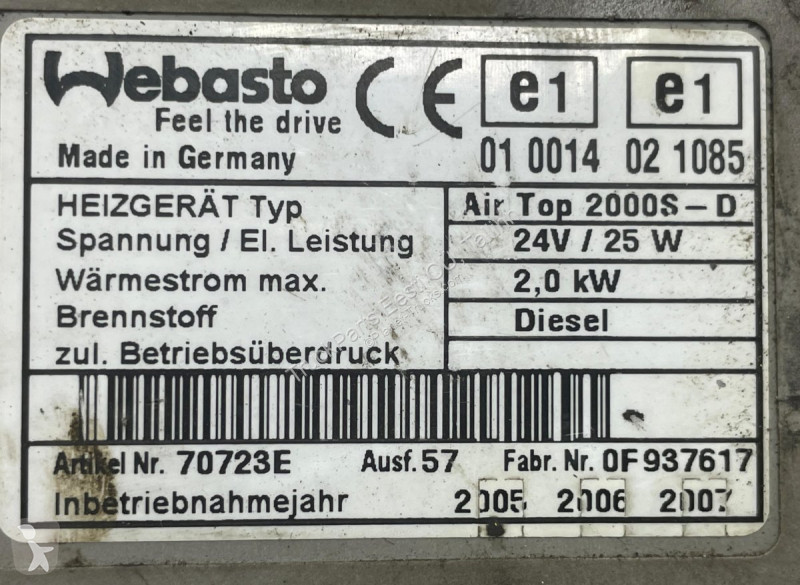 Webasto
Feel the drive
Made in Germany
CE
e1 e1
01 0014 02 1085
HEIZGERÄT Typ Air Top 2000S - D
Spannung / El. Leistung 24V / 25 W
Wärmestrom max. 2,0 kW
Brennstoff Diesel
zul. Betriebsüberdruck
Artikel Nr. 70723E Ausf. 57 Fabr. Nr. 0F937617
Inbetriebnahmejahr 2005 2006 2007